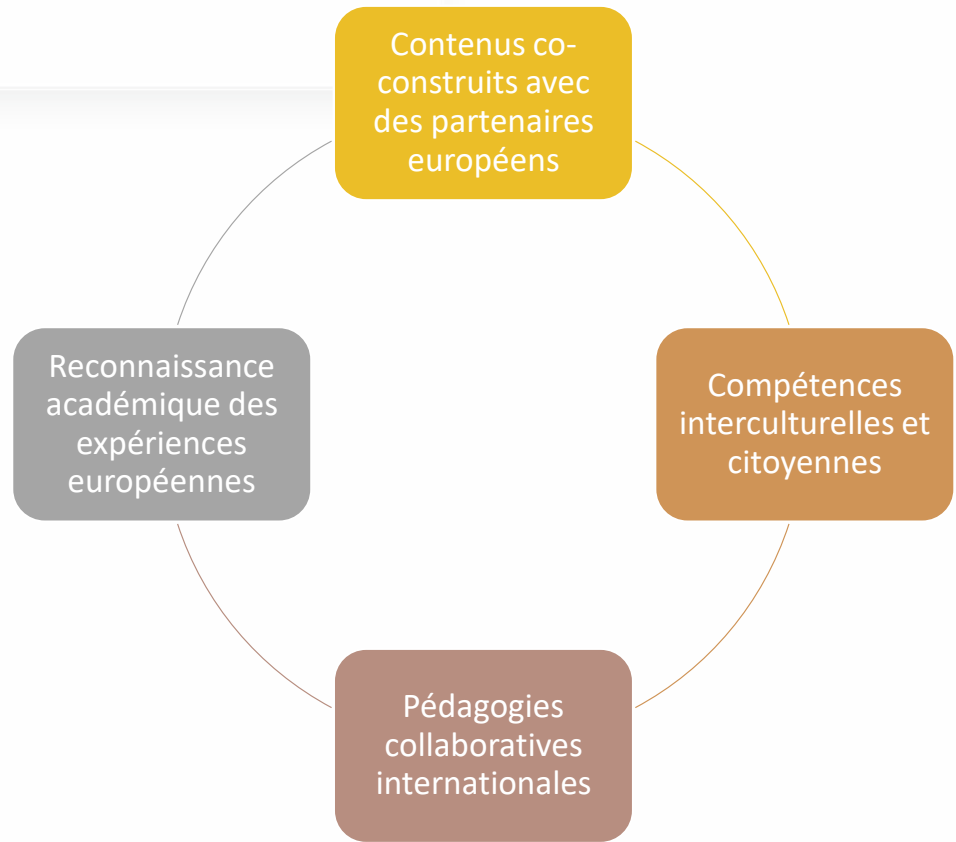 Contenus co-
construits avec
des partenaires
européens
Reconnaissance
académique des
expériences
européennes
Compétences
interculturelles et
citoyennes
Pédagogies
collaboratives
internationales